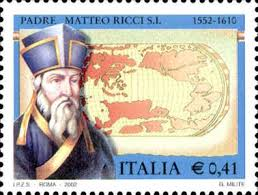 PADRE MATTEO RICCI S.I. 1552-1610
ITALIA € 0,41
I.P.Z.S. - ROMA - 2002 G. MILITE